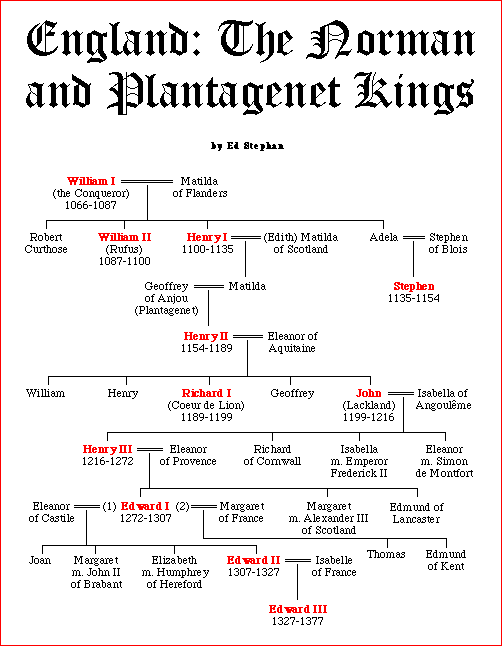 England: The Norman
and Plantagenet Kings
by Ed Stephan
William I
(the Conqueror)
1066-1087
Matilda
of Flanders
Robert
Curthose
William II
(Rufus)
1087-1100
Henry I
1100-1135
(Edith) Matilda
of Scotland
Adela
Stephen
of Blois
Geoffrey
of Anjou
(Plantagenet)
Matilda
Stephen
1135-1154
Henry II
1154-1189
Eleanor of
Aquitaine
William
Henry
Richard I
(Coeur de Lion)
1189-1199
Geoffrey
John
(Lackland)
1199-1216
Isabella of
Angoulême
Henry III
1216-1272
Eleanor
of Provence
Richard
of Cornwall
Isabella
m. Emperor
Frederick II
Eleanor
m. Simon
de Montfort
Eleanor
of Castile
(1) Edward I (2)
1272-1307
Margaret
of France
Margaret
m. Alexander III
of Scotland
Edmund of
Lancaster
Joan
Margaret
m. John II
of Brabant
Elizabeth
m. Humphrey
of Hereford
Edward II
1307-1327
Isabelle
of France
Thomas
Edmund
of Kent
Edward III
1327-1377